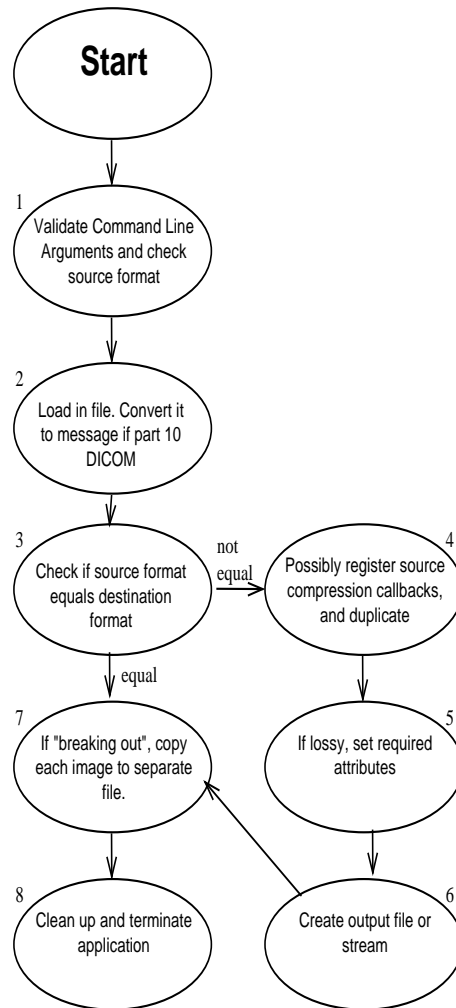 Start
1
Validate Command Line
Arguments and check
source format
2
Load in file. Convert it
to message if part 10
DICOM
3
Check if source format
equals destination
format
not
equal
4
Possibly register source
compression callbacks,
and duplicate
equal
5
If lossy, set required
attributes
6
Create output file or
stream
7
If "breaking out", copy
each image to separate
file.
8
Clean up and terminate
application